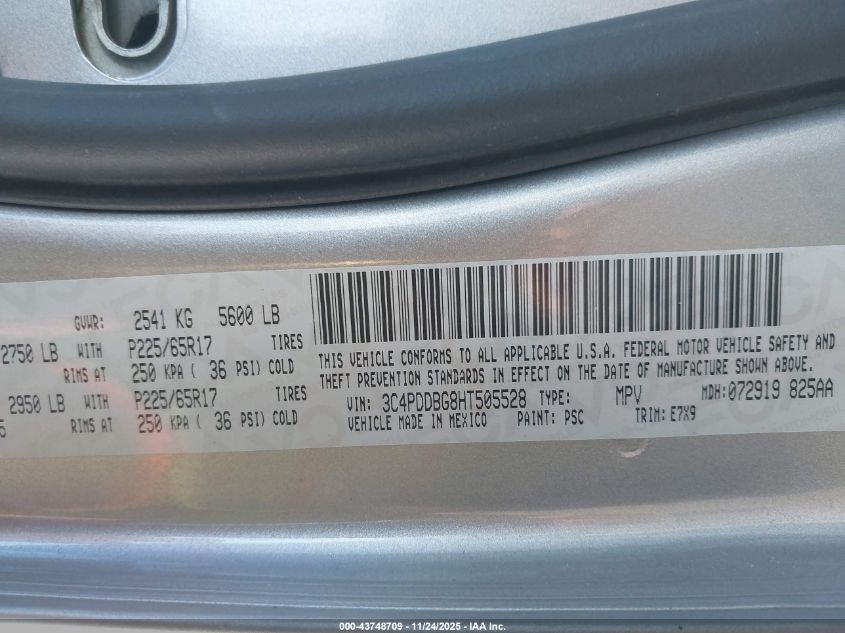 GVWR: 2541 KG 5600 LB
2750 LB WITH P225/65R17 TIRES
RIMS AT 250 KPA ( 36 PSI) COLD
2950 LB WITH P225/65R17 TIRES
5 RIMS AT 250 KPA ( 36 PSI) COLD
THIS VEHICLE CONFORMS TO ALL APPLICABLE U.S.A. FEDERAL MOTOR VEHICLE SAFETY AND
THEFT PREVENTION STANDARDS IN EFFECT ON THE DATE OF MANUFACTURE SHOWN ABOVE.
VIN: 3C4PDDBG8HT505528 TYPE: MPV MDH:072919 825AA
VEHICLE MADE IN MEXICO PAINT: PSC TRIM: E7X9
000-43748709 - 11/24/2025 - IAA Inc.